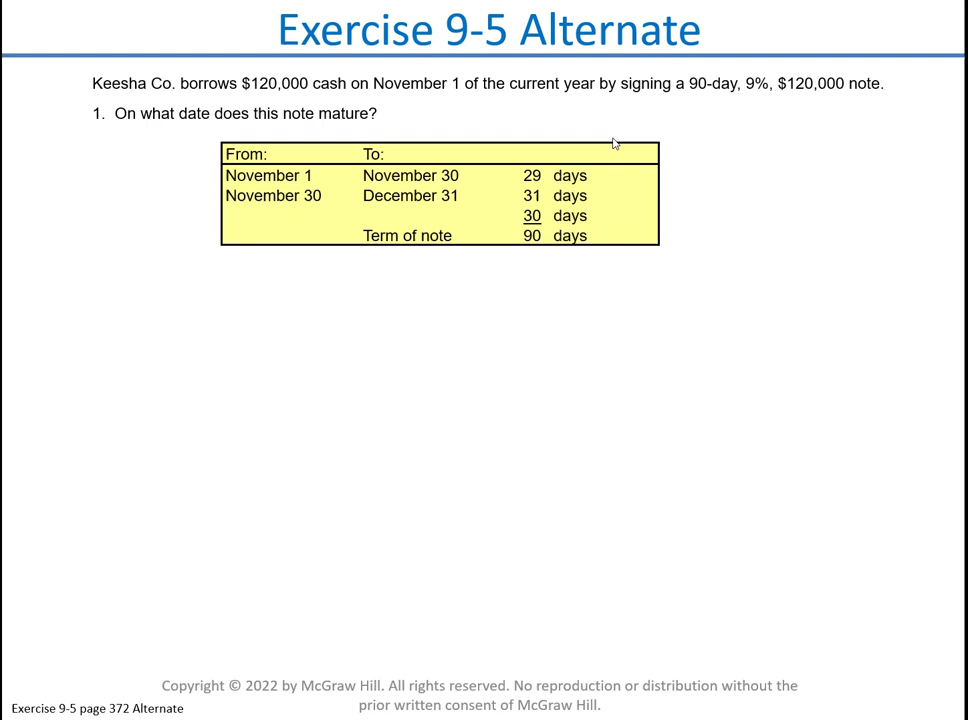 Exercise 9-5 Alternate
Keesha Co. borrows $120,000 cash on November 1 of the current year by signing a 90-day, 9%, $120,000 note.
1. On what date does this note mature?
From: To:
November 1 November 30 29 days
November 30 December 31 31 days
30 days
Term of note 90 days
Copyright © 2022 by McGraw Hill. All rights reserved. No reproduction or distribution without the
prior written consent of McGraw Hill.
Exercise 9-5 page 372 Alternate